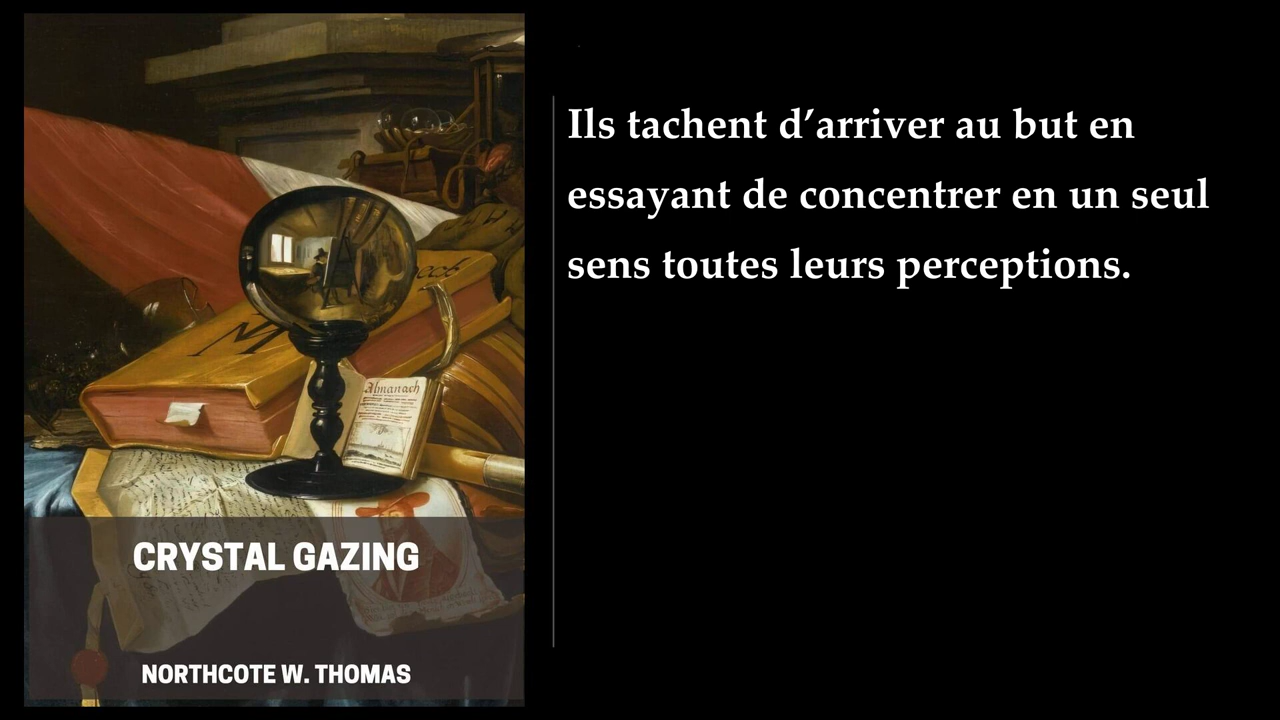 Ils tachent d’arriver au but en
essayant de concentrer en un seul
sens toutes leurs perceptions.
M
Almanach
CRYSTAL GAZING
NORTHCOTE W. THOMAS